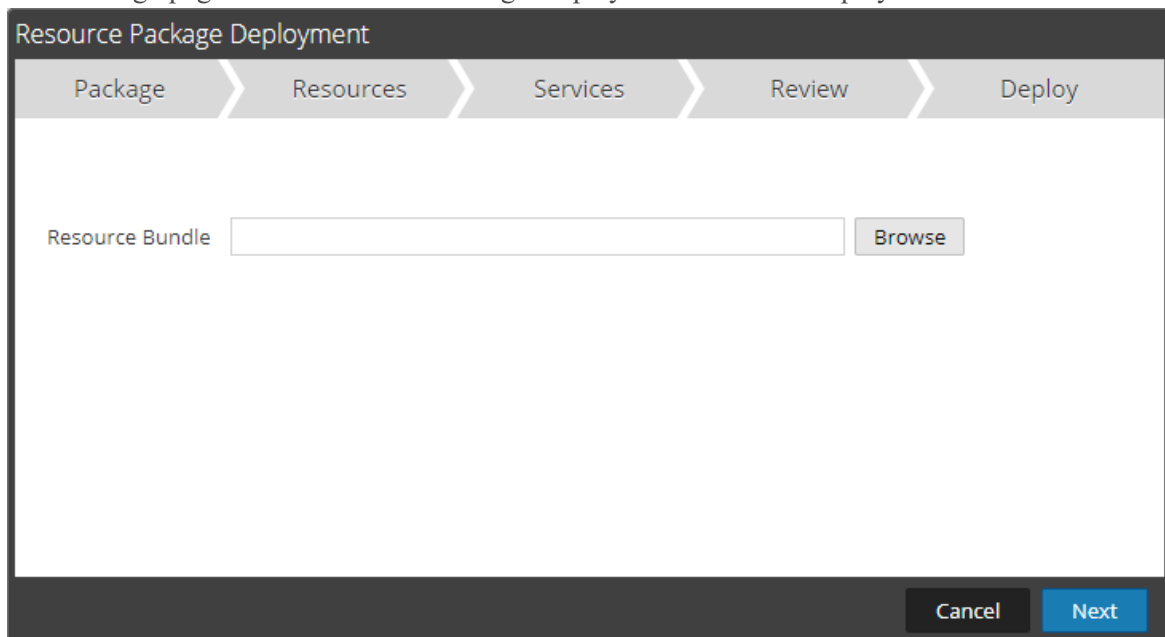 Resource Package Deployment
Package Resources Services Review Deploy
Resource Bundle Browse
Cancel Next